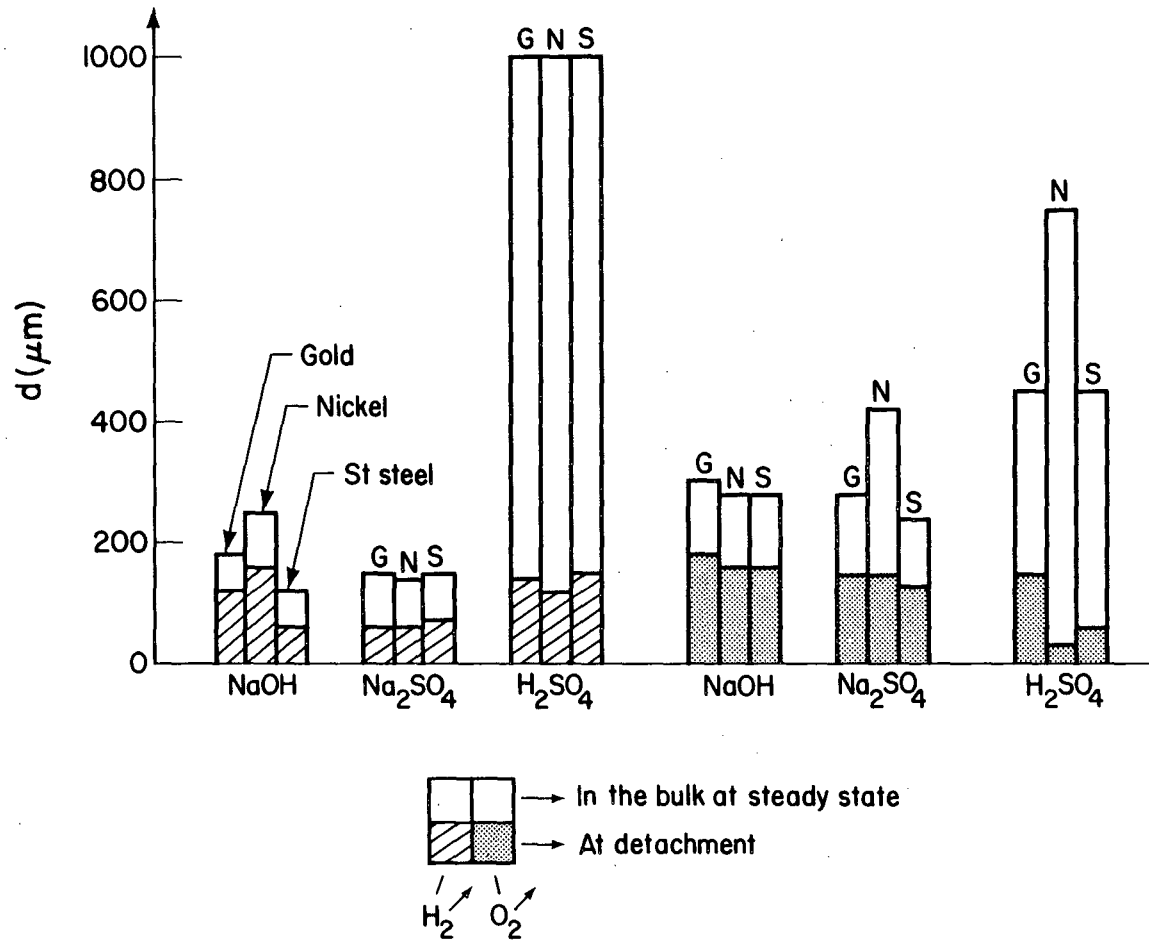 d (μm)
1000
800
600
400
200
0
Gold
Nickel
St steel
G N S
G N S
G N S
G N S
G N S
NaOH
Na2SO4
H2SO4
NaOH
Na2SO4
H2SO4
In the bulk at steady state
At detachment
H2
O2